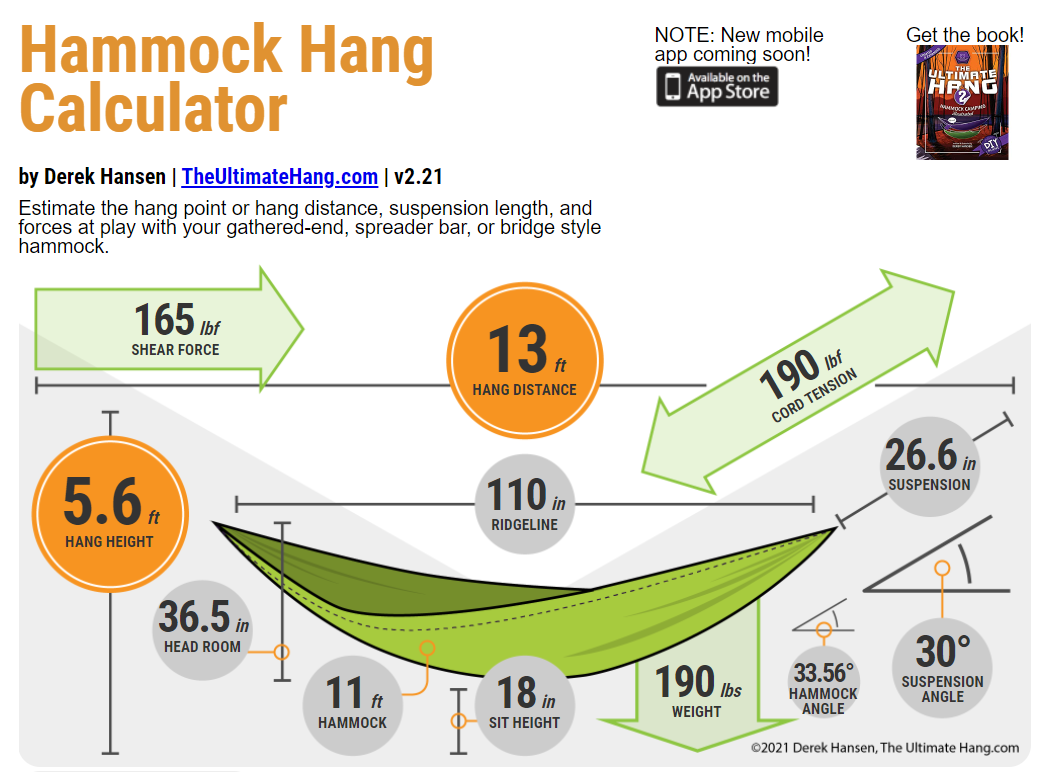 Hammock Hang
Calculator
NOTE: New mobile
app coming soon!
Available on the
App Store
Get the book!
THE
ULTIMATE
HANG
2
HAMMOCK CAMPING
illustrated
DIY
by Derek Hansen | TheUltimateHang.com | v2.21
Estimate the hang point or hang distance, suspension length, and
forces at play with your gathered-end, spreader bar, or bridge style
hammock.
165 lbf
SHEAR FORCE
13 ft
HANG DISTANCE
190 lbf
CORD TENSION
5.6 ft
HANG HEIGHT
110 in
RIDGELINE
26.6 in
SUSPENSION
36.5 in
HEAD ROOM
11 ft
HAMMOCK
18 in
SIT HEIGHT
190 lbs
WEIGHT
33.56°
HAMMOCK
ANGLE
30°
SUSPENSION
ANGLE
©2021 Derek Hansen, The Ultimate Hang.com